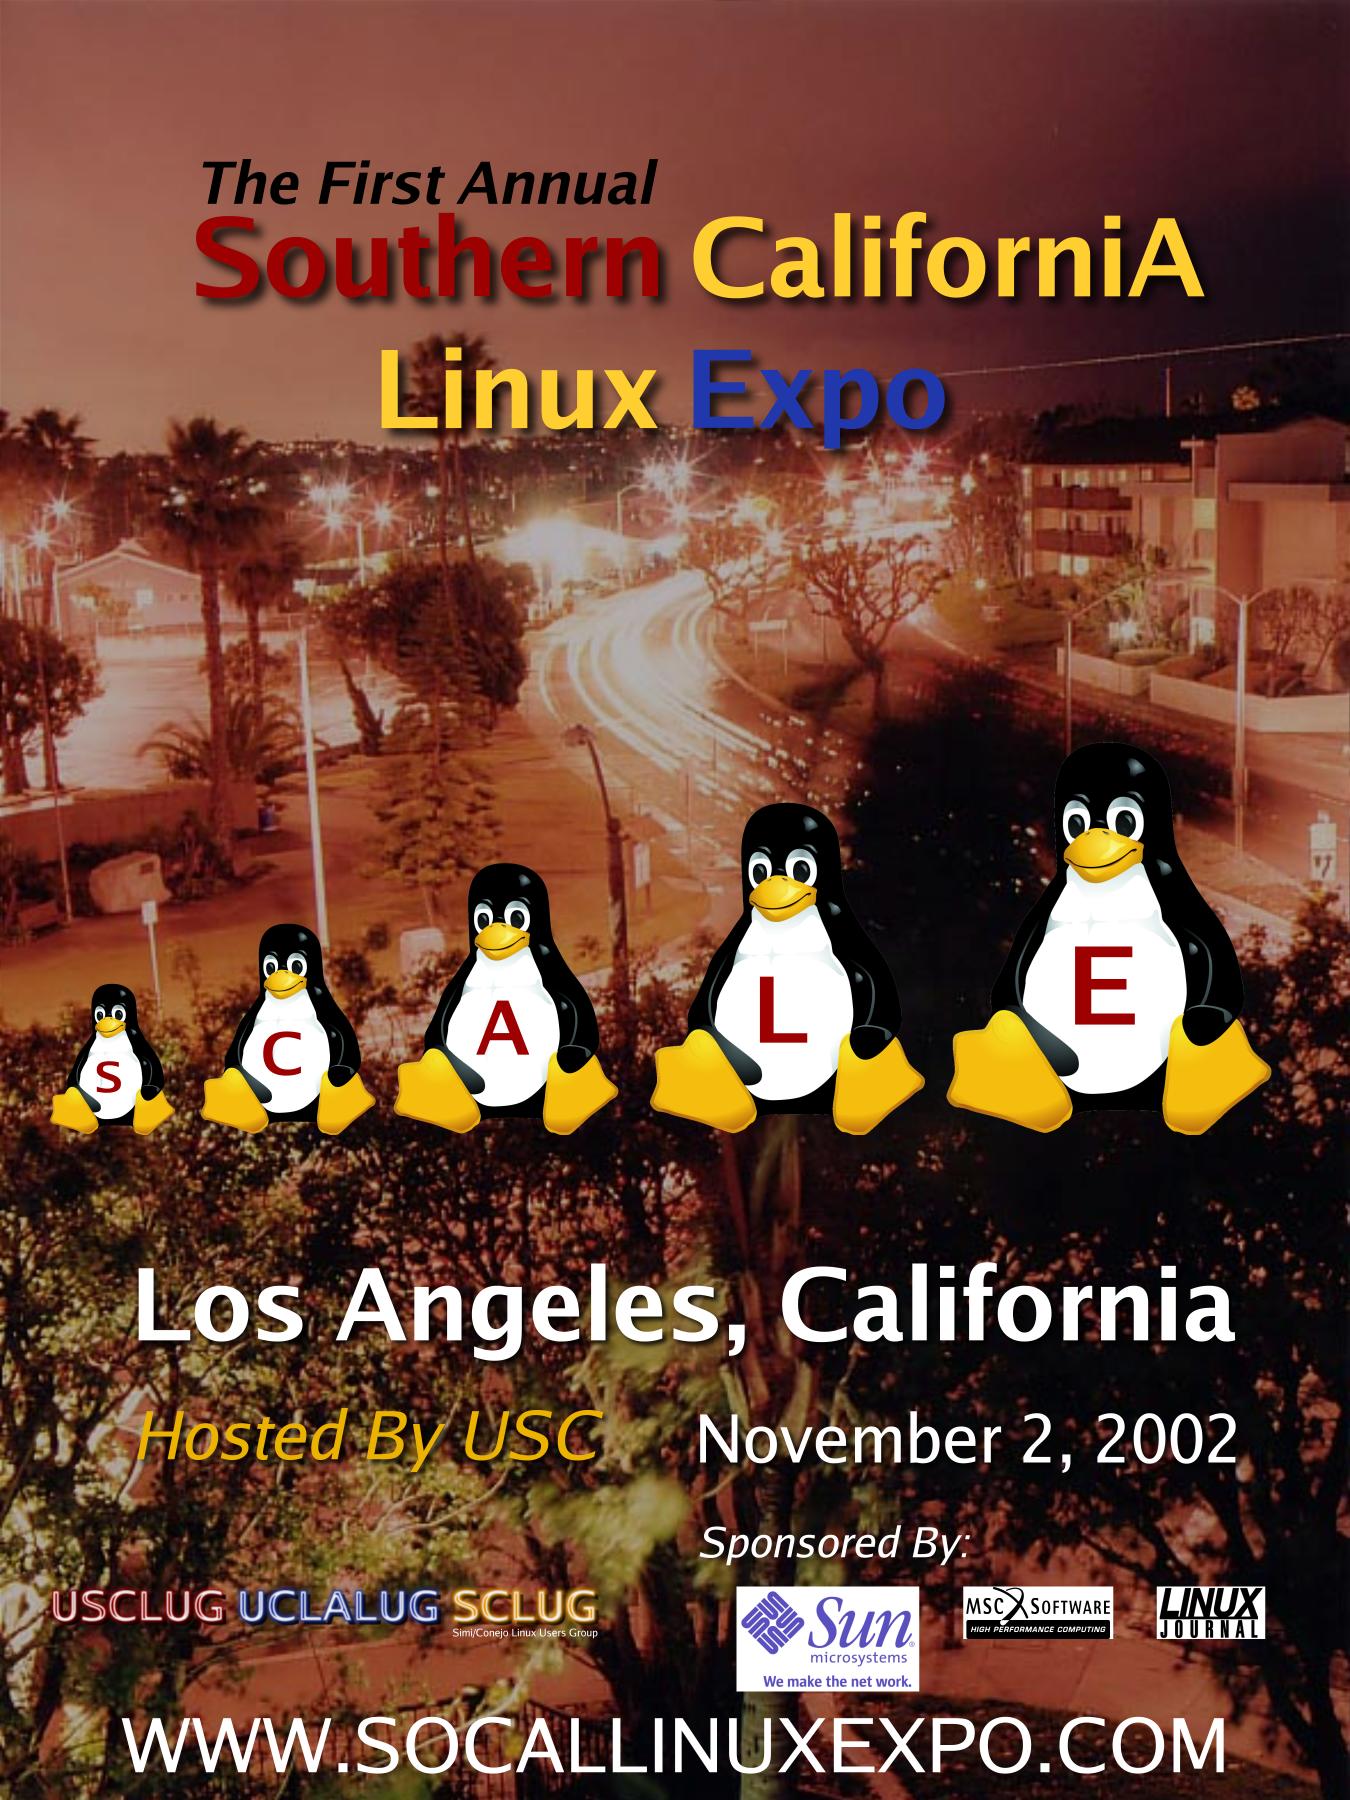 The First Annual
Southern CaliforniA
Linux Expo
S C A L E
Los Angeles, California
Hosted By USC
November 2, 2002
Sponsored By:
USCLUG UCLALUG SCLUG
Simi/Conejo Linux Users Group
Sun
microsystems
We make the net work.
MSC Software
HIGH PERFORMANCE COMPUTING
LINUX
JOURNAL
WWW.SOCALLINUXEXPO.COM